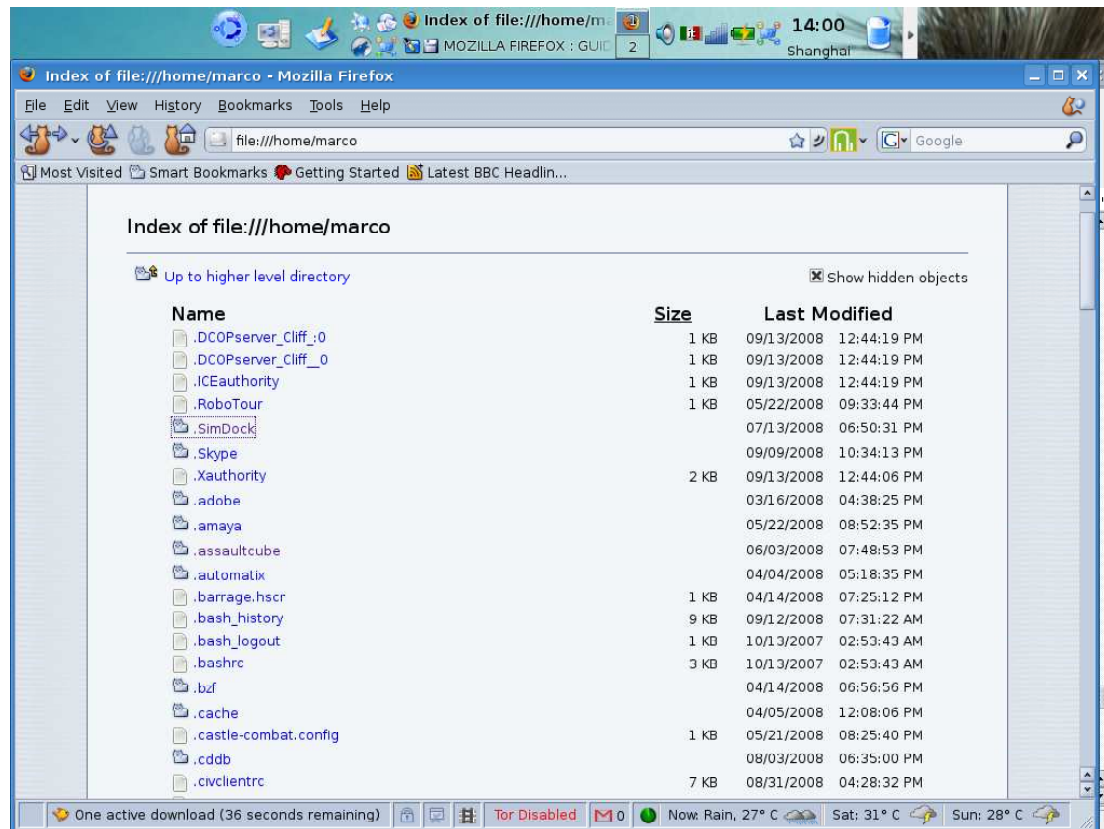 Index of file:///home/m
MOZILLA FIREFOX : GUID
2
14:00
Shanghai
Index of file:///home/marco - Mozilla Firefox
File Edit View History Bookmarks Tools Help
file:///home/marco
G Google
Most Visited Smart Bookmarks Getting Started Latest BBC Headlin...
Index of file:///home/marco
Up to higher level directory Show hidden objects
Name Size Last Modified
.DCOPserver_Cliff_:0 1 KB 09/13/2008 12:44:19 PM
.DCOPserver_Cliff__0 1 KB 09/13/2008 12:44:19 PM
.ICEauthority 1 KB 09/13/2008 12:44:19 PM
.RoboTour 1 KB 05/22/2008 09:33:44 PM
.SimDock 07/13/2008 06:50:31 PM
.Skype 09/09/2008 10:34:13 PM
.Xauthority 2 KB 09/13/2008 12:44:06 PM
.adobe 03/16/2008 04:38:25 PM
.amaya 05/22/2008 08:52:35 PM
.assaultcube 06/03/2008 07:48:53 PM
.automatix 04/04/2008 05:18:35 PM
.barrage.hscr 1 KB 04/14/2008 07:25:12 PM
.bash_history 9 KB 09/12/2008 07:31:22 AM
.bash_logout 1 KB 10/13/2007 02:53:43 AM
.bashrc 3 KB 10/13/2007 02:53:43 AM
.bzf 04/14/2008 06:56:56 PM
.cache 04/05/2008 12:08:06 PM
.castle-combat.config 1 KB 05/21/2008 08:25:40 PM
.cddb 08/03/2008 06:35:00 PM
.civclientrc 7 KB 08/31/2008 04:28:32 PM
One active download (36 seconds remaining) Tor Disabled 0 Now: Rain, 27° C Sat: 31° C Sun: 28° C